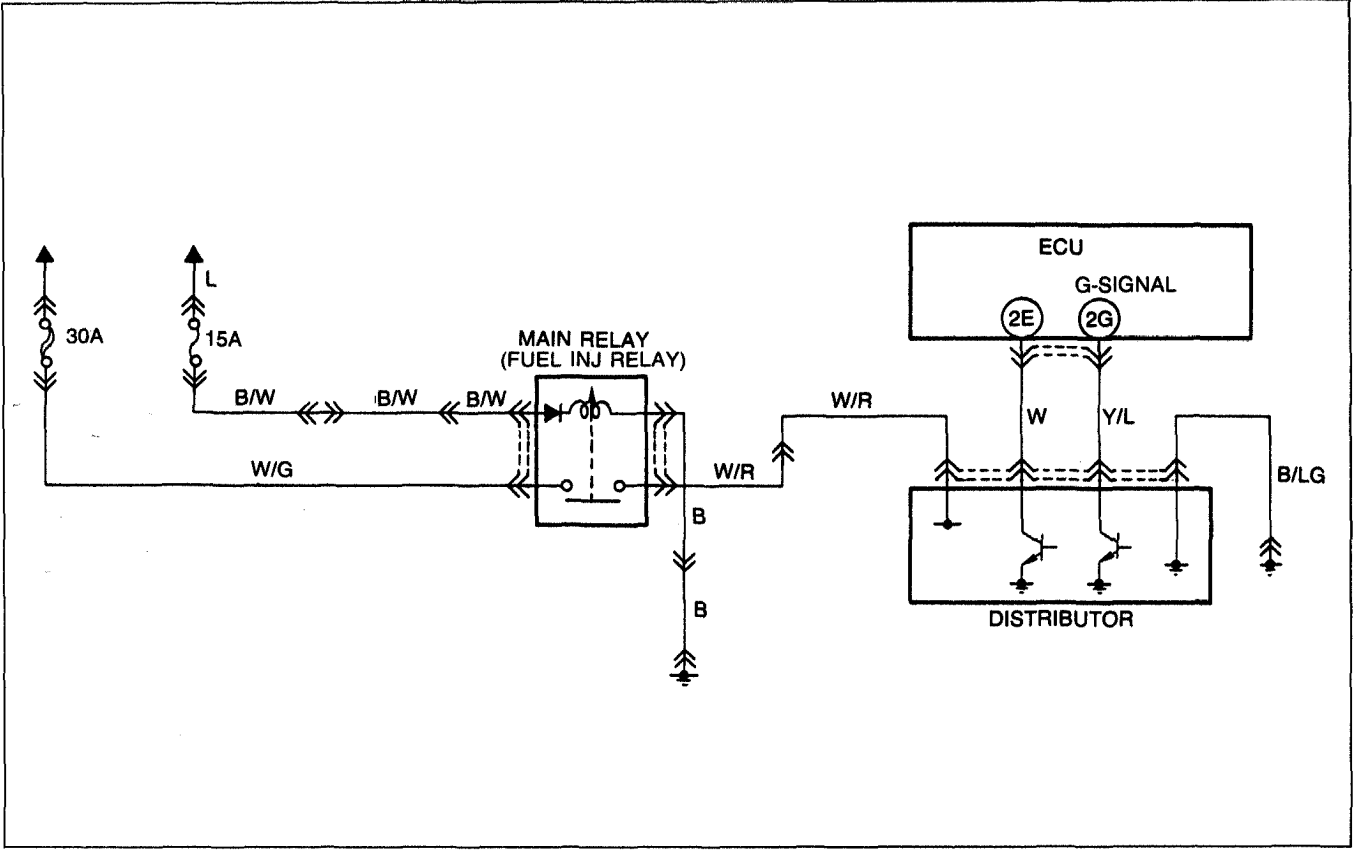 ECU
G-SIGNAL
2E
2G
L
30A
15A
MAIN RELAY
(FUEL INJ RELAY)
B/W
B/W
B/W
W/R
W
Y/L
W/G
W/R
B/LG
B
B
DISTRIBUTOR